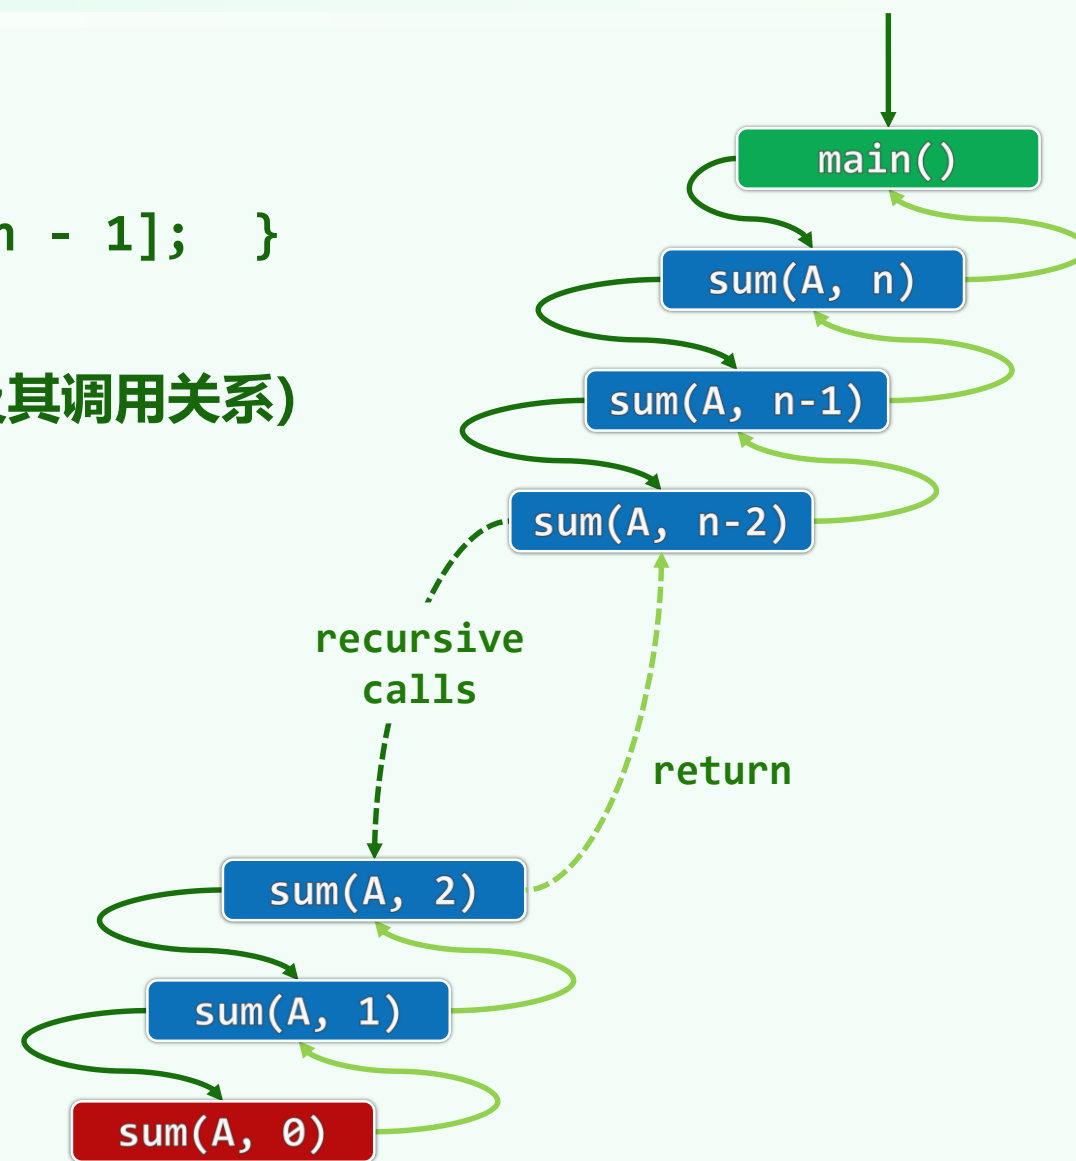 main()
n - 1];  }
sum(A, n)
及其调用关系)
sum(A, n-1)
sum(A, n-2)
recursive
calls
return
sum(A, 2)
sum(A, 1)
sum(A, 0)